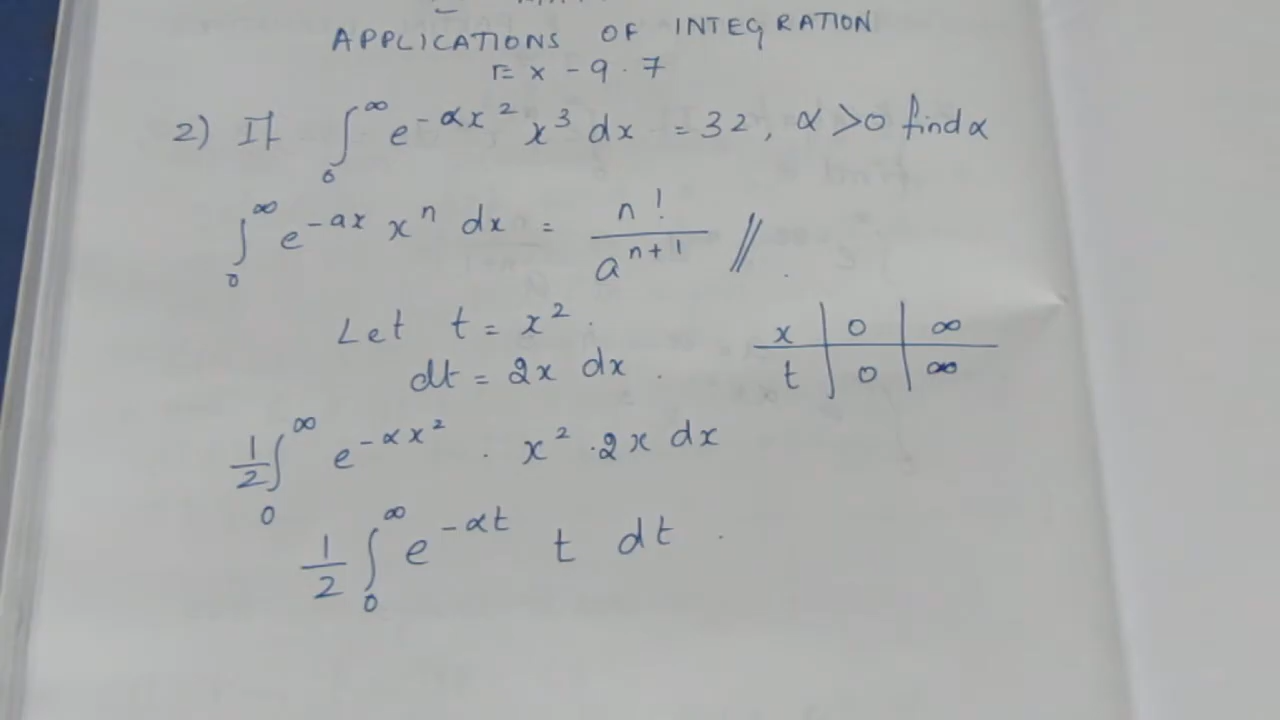 APPLICATIONS OF INTEGRATION
Ex - 9.7
2) If ∫₀^∞ e^{-αx²} x³ dx = 32, α > 0 find α
∫₀^∞ e^{-ax} xⁿ dx = n! / a^{n+1} //
Let t = x².
dt = 2x dx.
x | 0 | ∞
t | 0 | ∞
1/2 ∫₀^∞ e^{-αx²} . x² . 2x dx
1/2 ∫₀^∞ e^{-αt} t dt.